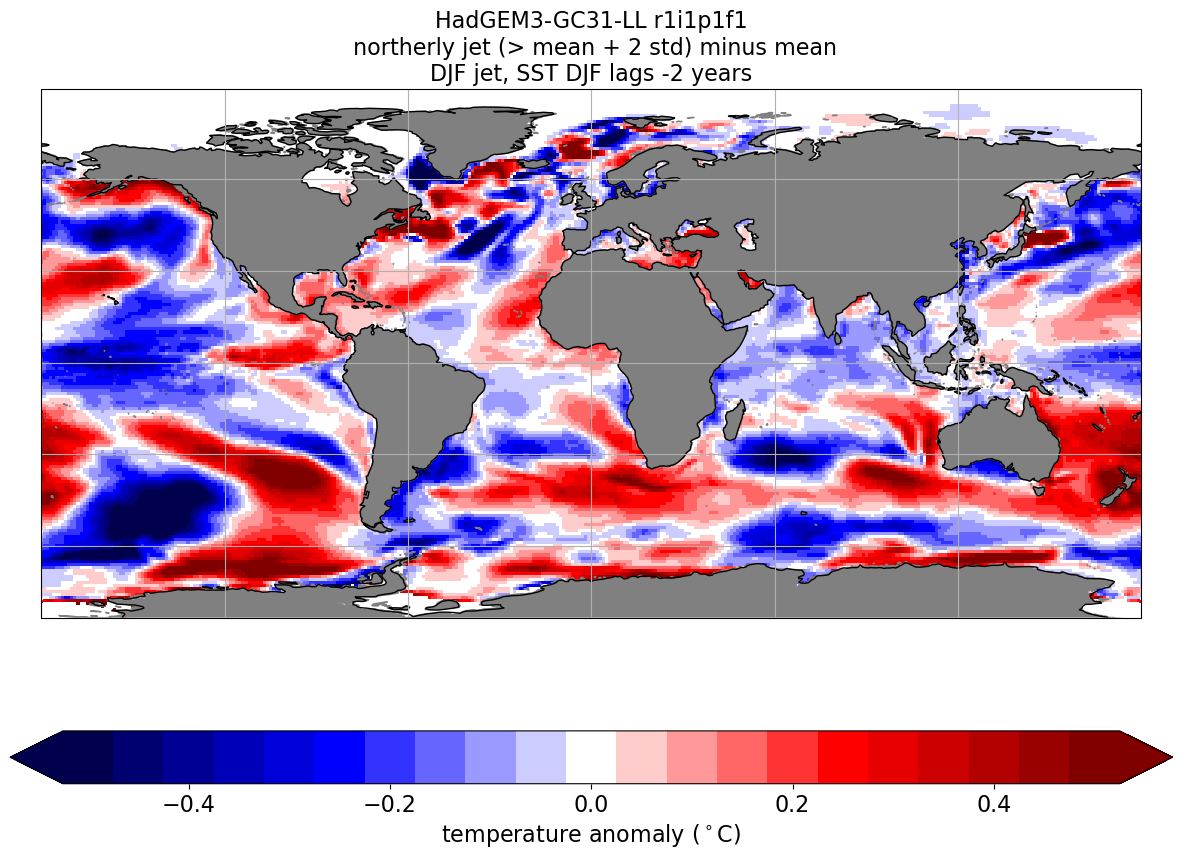 HadGEM3-GC31-LL r1i1p1f1
northerly jet (> mean + 2 std) minus mean
DJF jet, SST DJF lags -2 years
−0.4 −0.2 0.0 0.2 0.4
temperature anomaly (°C)